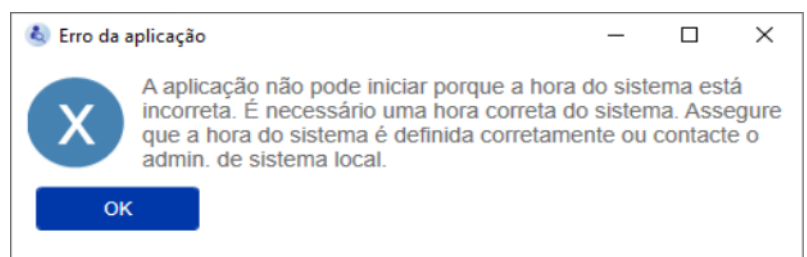 Erro da aplicação
A aplicação não pode iniciar porque a hora do sistema está
incorreta. É necessário uma hora correta do sistema. Assegure
que a hora do sistema é definida corretamente ou contacte o
admin. de sistema local.
OK